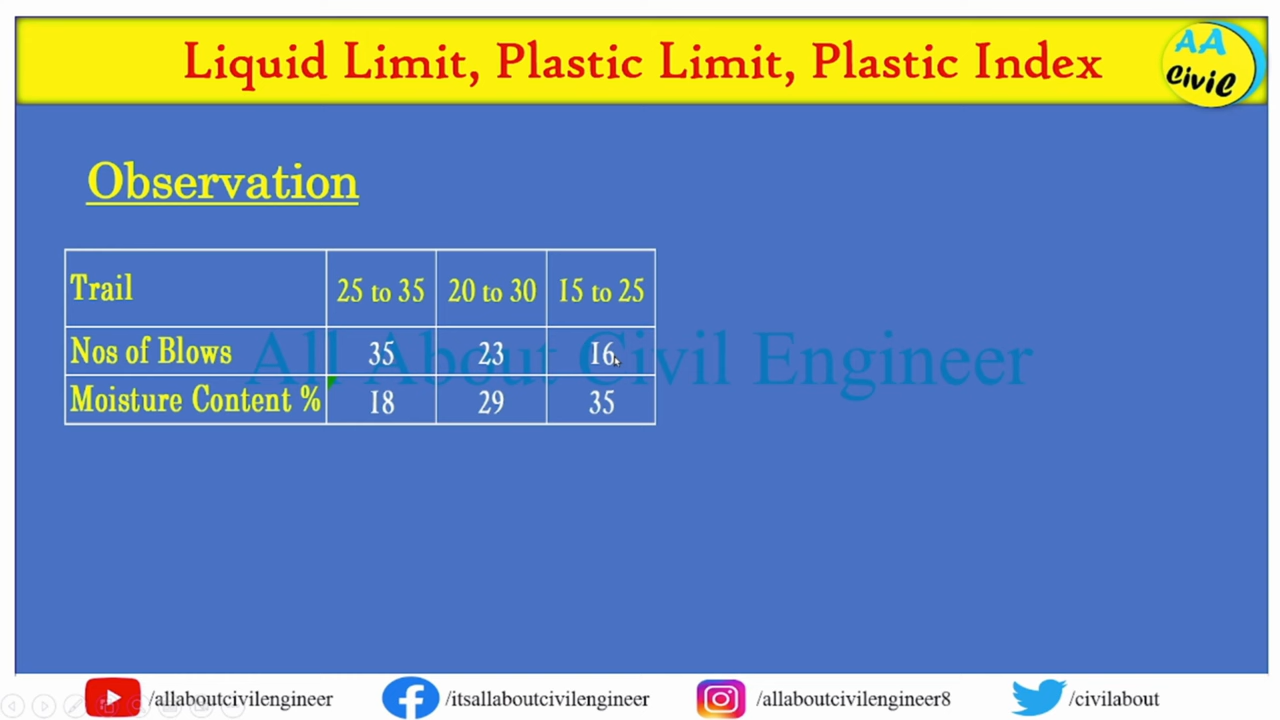 Liquid Limit, Plastic Limit, Plastic Index
AA
Civil
Observation
Trail 25 to 35 20 to 30 15 to 25
Nos of Blows 35 23 16
Moisture Content % 18 29 35
All About Civil Engineer
/allaboutcivilengineer /itsallaboutcivilengineer /allaboutcivilengineer8 /civilabout